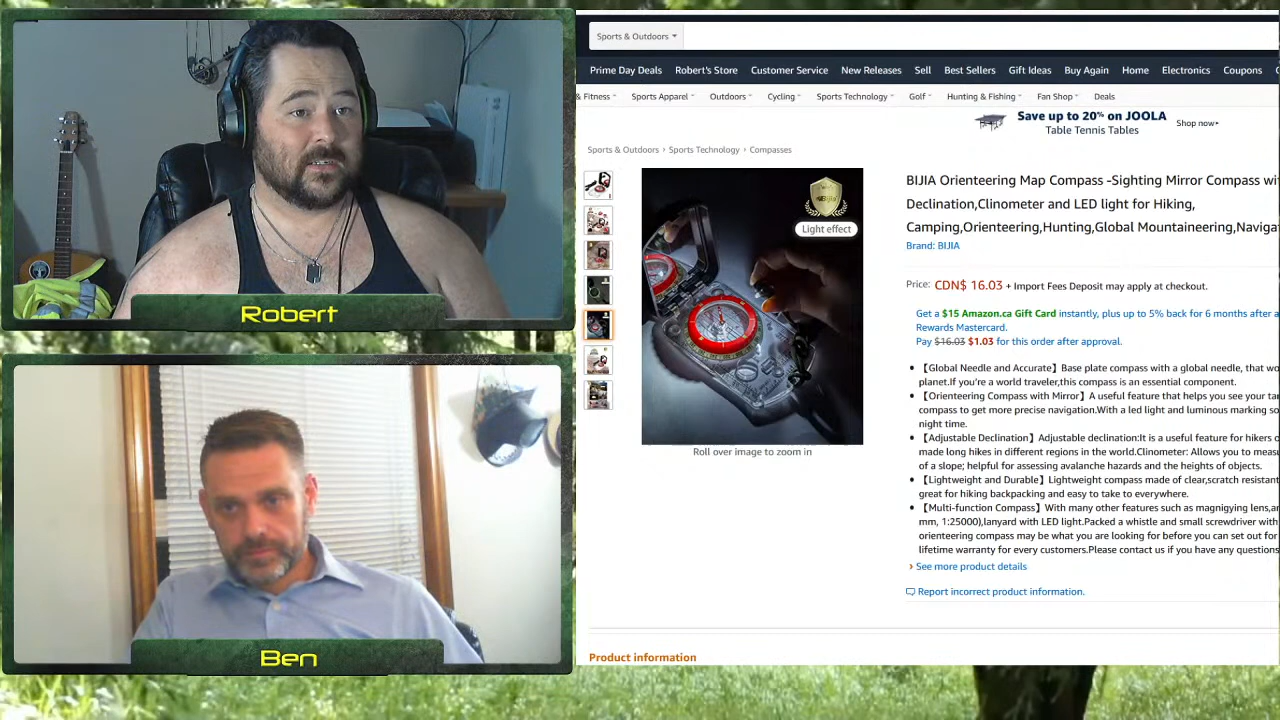 Robert
Ben
Sports & Outdoors
Prime Day Deals Robert's Store Customer Service New Releases Sell Best Sellers Gift Ideas Buy Again Home Electronics Coupons
& Fitness Sports Apparel Outdoors Cycling Sports Technology Golf Hunting & Fishing Fan Shop Deals
Save up to 20% on JOOLA
Table Tennis Tables
Shop now▸
Sports & Outdoors › Sports Technology › Compasses
Bijia
Light effect
Roll over image to zoom in
BIJIA Orienteering Map Compass -Sighting Mirror Compass wi
Declination,Clinometer and LED light for Hiking,
Camping,Orienteering,Hunting,Global Mountaineering,Naviga
Brand: BIJIA
Price: CDN$ 16.03 + Import Fees Deposit may apply at checkout.
Get a $15 Amazon.ca Gift Card instantly, plus up to 5% back for 6 months after a
Rewards Mastercard.
Pay $16.03 $1.03 for this order after approval.
• 【Global Needle and Accurate】Base plate compass with a global needle, that wo
planet.If you're a world traveler,this compass is an essential component.
• 【Orienteering Compass with Mirror】A useful feature that helps you see your tar
compass to get more precise navigation.With a led light and luminous marking so
night time.
• 【Adjustable Declination】Adjustable declination:It is a useful feature for hikers o
made long hikes in different regions in the world.Clinometer: Allows you to measu
of a slope; helpful for assessing avalanche hazards and the heights of objects.
• 【Lightweight and Durable】Lightweight compass made of clear,scratch resistant
great for hiking backpacking and easy to take to everywhere.
• 【Multi-function Compass】With many other features such as magnigying lens,a
mm, 1:25000),lanyard with LED light.Packed a whistle and small screwdriver with
orienteering compass may be what you are looking for before you can set out for
lifetime warranty for every customers.Please contact us if you have any questions
› See more product details
Report incorrect product information.
Product information